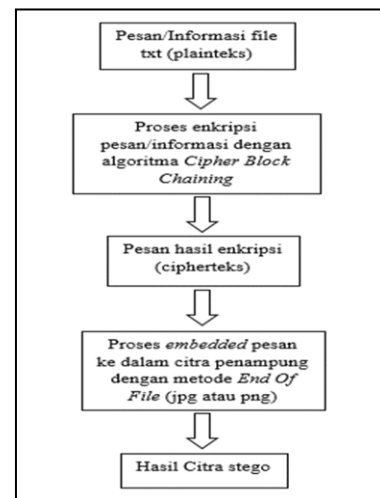 Pesan/Informasi file
txt (plainteks)
Proses enkripsi
pesan/informasi dengan
algoritma Cipher Block
Chaining
Pesan hasil enkripsi
(cipherteks)
Proses embedded pesan
ke dalam citra penampung
dengan metode End Of
File (jpg atau png)
Hasil Citra stego